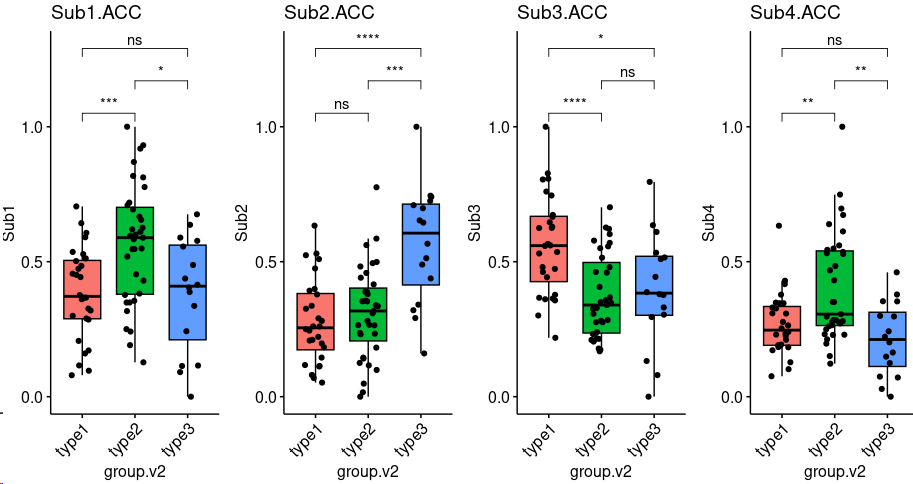 Sub1.ACC
ns
*
***
1.0
0.5
0.0
Sub1
type1 type2 type3
group.v2
Sub2.ACC
****
***
ns
1.0
0.5
0.0
Sub2
type1 type2 type3
group.v2
Sub3.ACC
*
ns
****
1.0
0.5
0.0
Sub3
type1 type2 type3
group.v2
Sub4.ACC
ns
**
**
1.0
0.5
0.0
Sub4
type1 type2 type3
group.v2